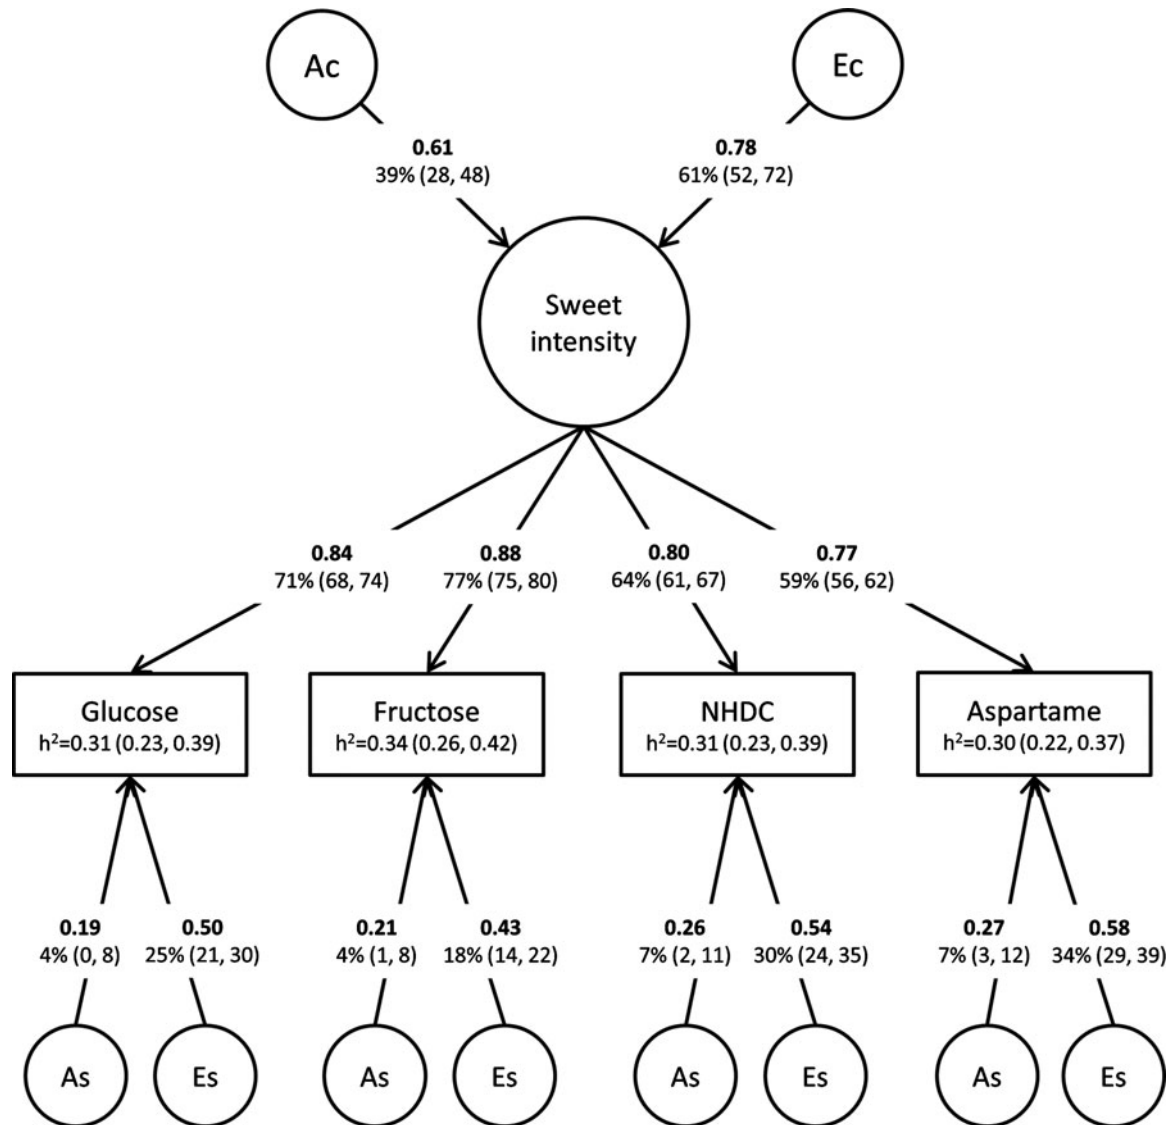 Ac
Ec
0.61
39% (28, 48)
0.78
61% (52, 72)
Sweet
intensity
0.84
71% (68, 74)
0.88
77% (75, 80)
0.80
64% (61, 67)
0.77
59% (56, 62)
Glucose
h²=0.31 (0.23, 0.39)
Fructose
h²=0.34 (0.26, 0.42)
NHDC
h²=0.31 (0.23, 0.39)
Aspartame
h²=0.30 (0.22, 0.37)
0.19
4% (0, 8)
0.50
25% (21, 30)
0.21
4% (1, 8)
0.43
18% (14, 22)
0.26
7% (2, 11)
0.54
30% (24, 35)
0.27
7% (3, 12)
0.58
34% (29, 39)
As
Es
As
Es
As
Es
As
Es